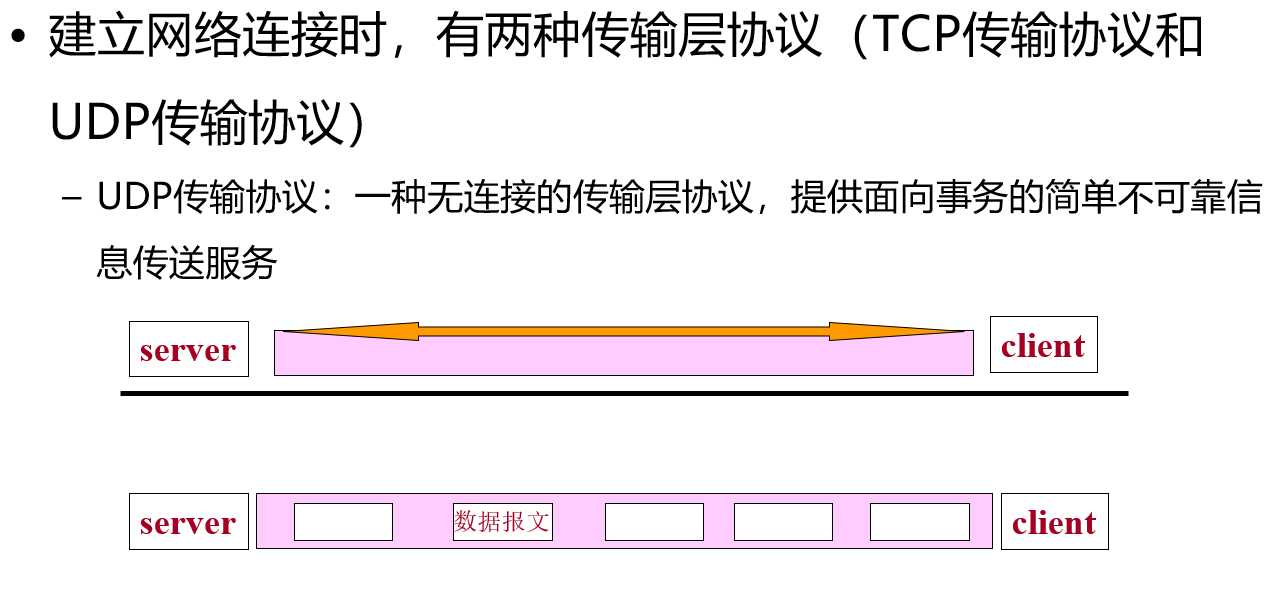 • 建立网络连接时，有两种传输层协议（TCP传输协议和
UDP传输协议）
– UDP传输协议：一种无连接的传输层协议，提供面向事务的简单不可靠信
息传送服务
server
client
server
数据报文
client